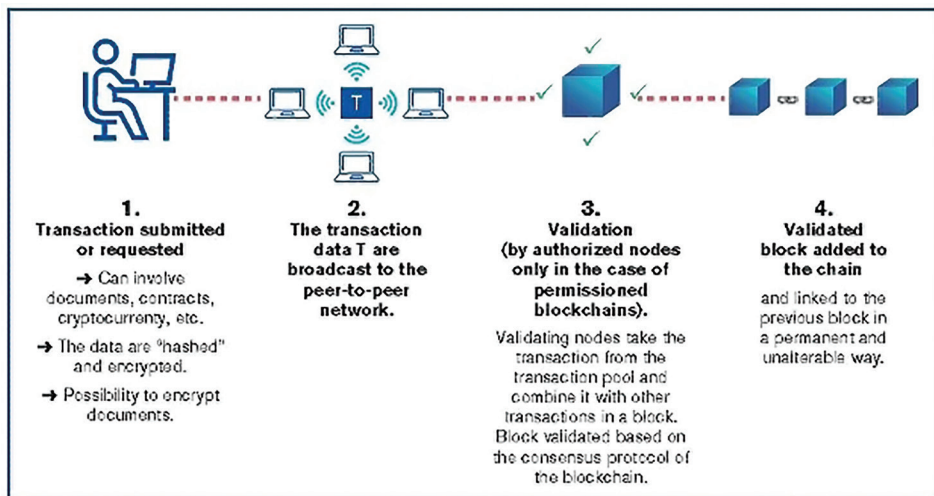 T
1.
Transaction submitted
or requested
➔ Can involve
documents, contracts,
cryptocurrenty, etc.
➔ The data are "hashed"
and encrypted.
➔ Possibility to encrypt
documents.
2.
The transaction
data T are
broadcast to the
peer-to-peer
network.
3.
Validation
(by authorized nodes
only in the case of
permissioned
blockchains).
Validating nodes take the
transaction from the
transaction pool and
combine it with other
transactions in a block.
Block validated based on
the consensus protocol of
the blockchain.
4.
Validated
block added to
the chain
and linked to the
previous block in
a permanent and
unalterable way.